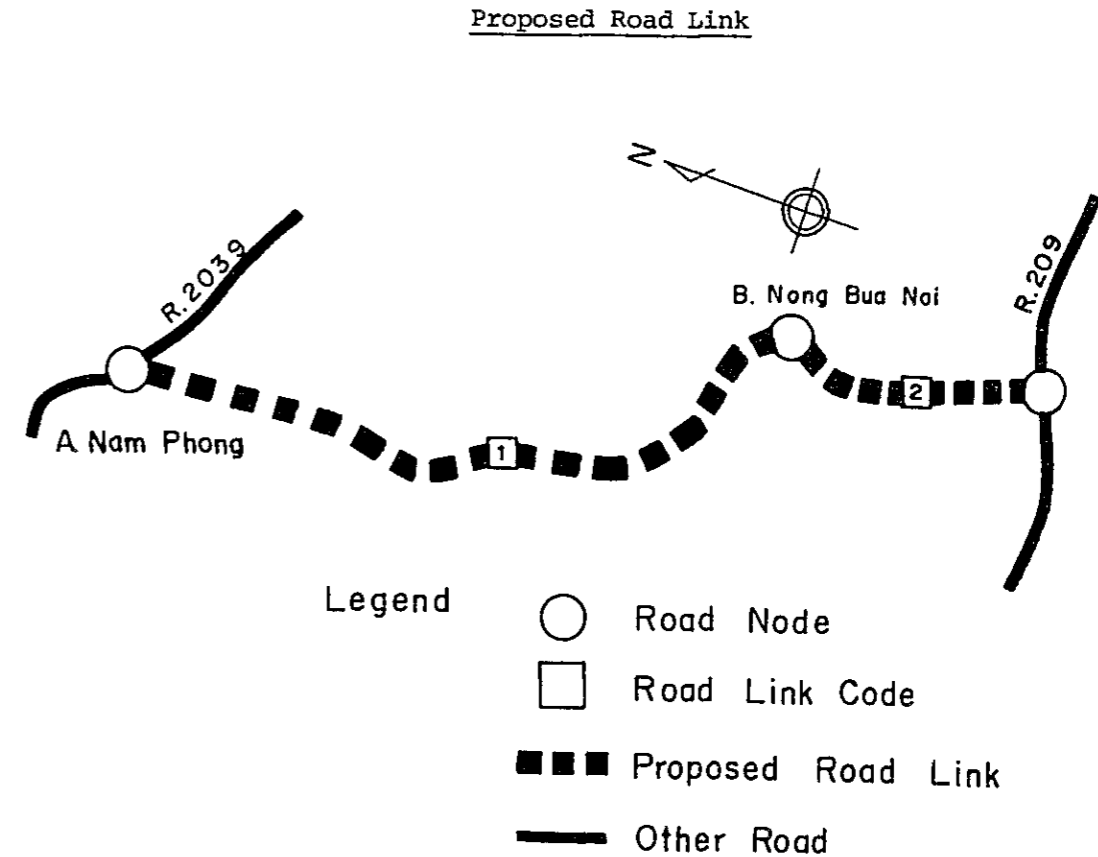 Proposed Road Link
N
R.2039
R.209
B. Nong Bua Noi
A. Nam Phong
1
2
Legend
Road Node
Road Link Code
Proposed Road Link
Other Road